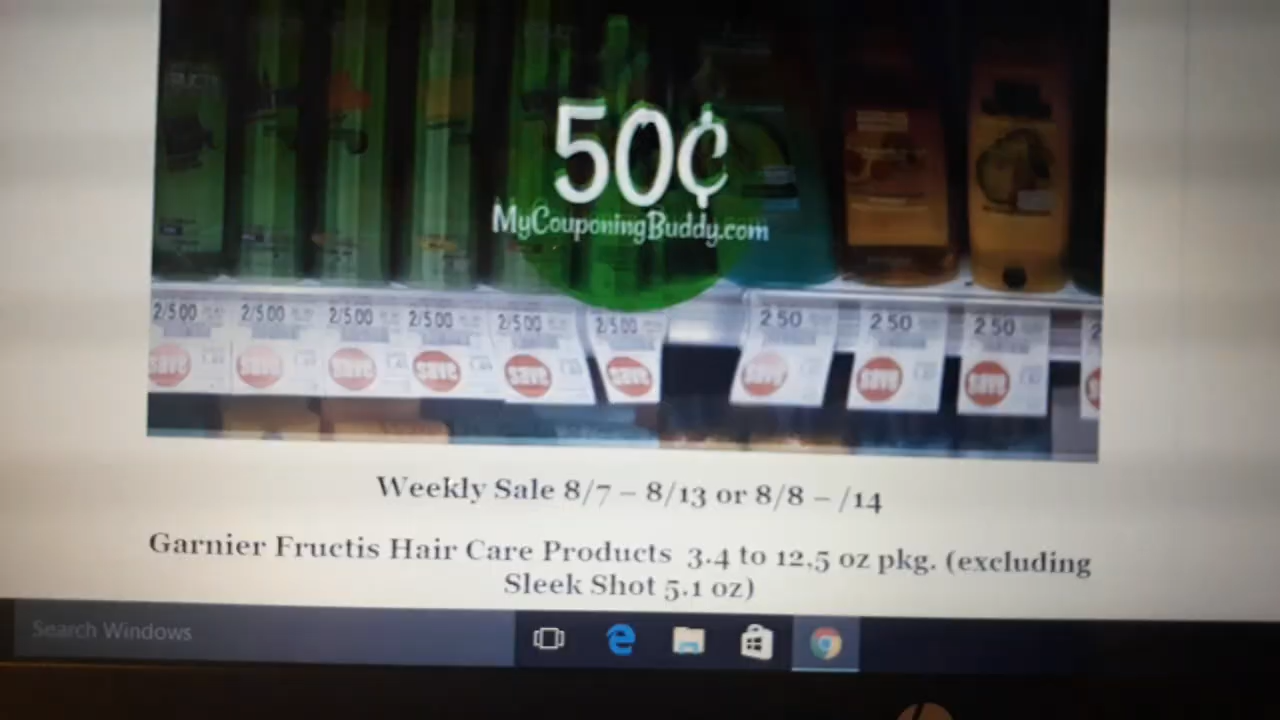 50¢
MyCouponingBuddy.com
2/5.00 2/5.00 2/5.00 2/5.00 2/5.00 2/5.00 2.50 2.50 2.50
save save save save save save save save save
Weekly Sale 8/7 – 8/13 or 8/8 – /14
Garnier Fructis Hair Care Products 3.4 to 12.5 oz pkg. (excluding
Sleek Shot 5.1 oz)
Search Windows